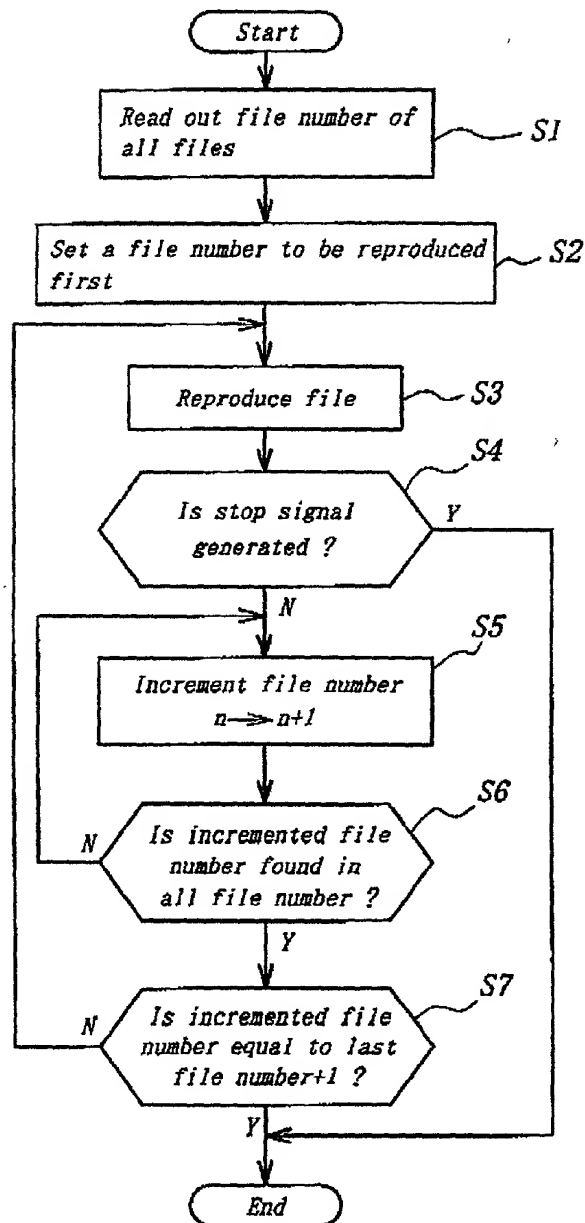 Start
Read out file number of
all files
S1
Set a file number to be reproduced
first
S2
Reproduce file
S3
S4
Is stop signal
generated ?
Y
N
S5
Increment file number
n→n+1
S6
Is incremented file
number found in
all file number ?
N
Y
S7
Is incremented file
number equal to last
file number+1 ?
N
Y
End